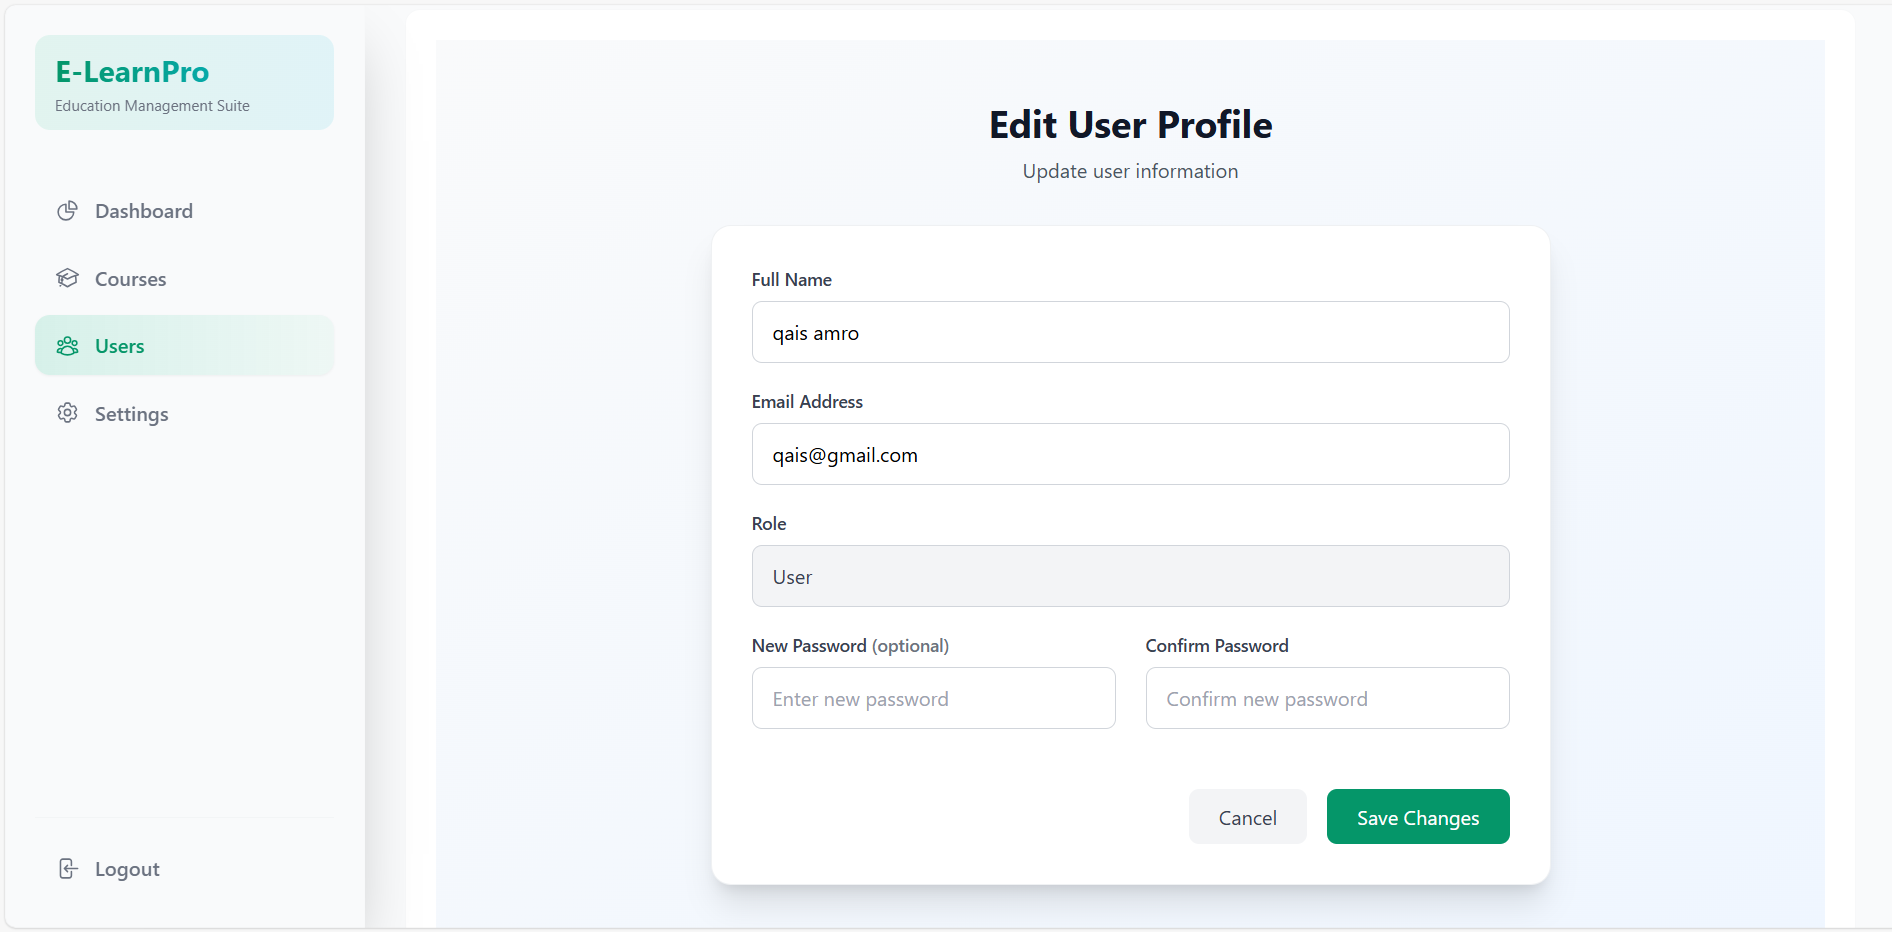 E-LearnPro
Education Management Suite
Dashboard
Courses
Users
Settings
Logout
Edit User Profile
Update user information
Full Name
qais amro
Email Address
qais@gmail.com
Role
User
New Password (optional)
Confirm Password
Enter new password
Confirm new password
Cancel
Save Changes